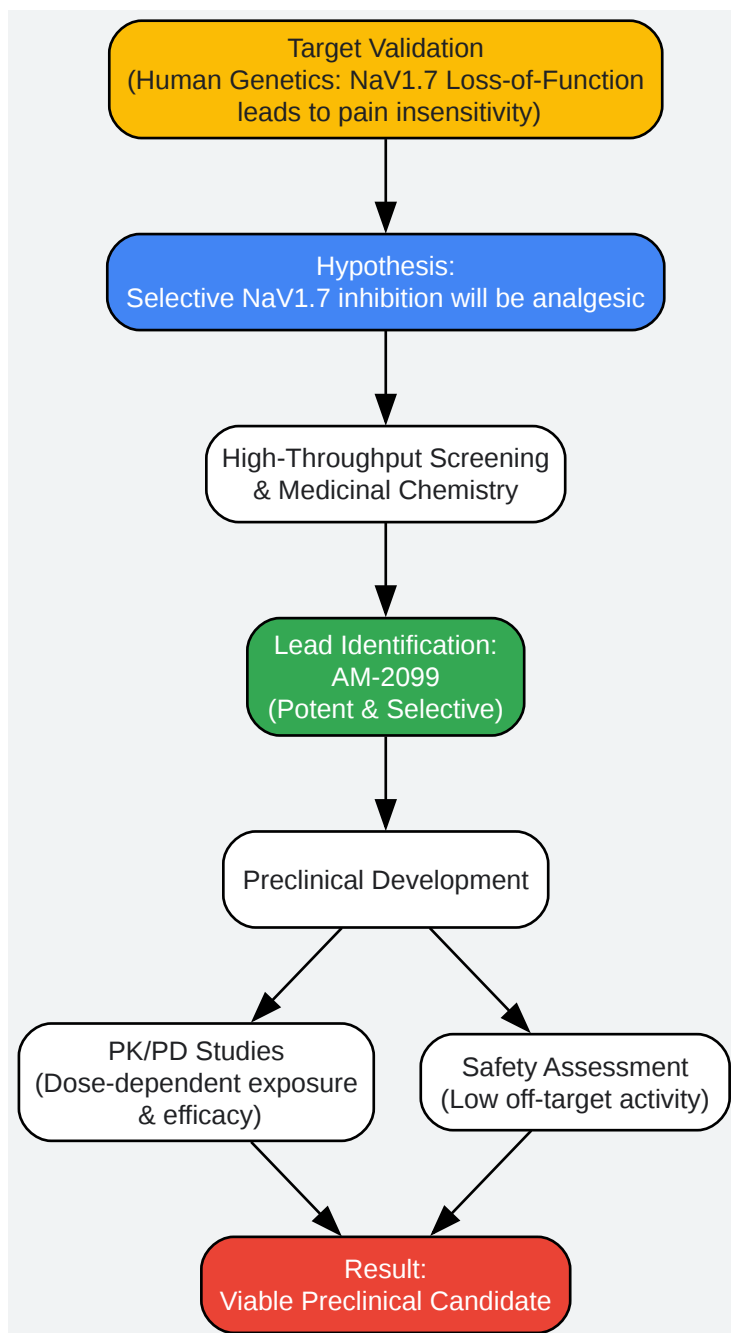 Target Validation
(Human Genetics: NaV1.7 Loss-of-Function
leads to pain insensitivity)
Hypothesis:
Selective NaV1.7 inhibition will be analgesic
High-Throughput Screening
& Medicinal Chemistry
Lead Identification:
AM-2099
(Potent & Selective)
Preclinical Development
PK/PD Studies
(Dose-dependent exposure
& efficacy)
Safety Assessment
(Low off-target activity)
Result:
Viable Preclinical Candidate